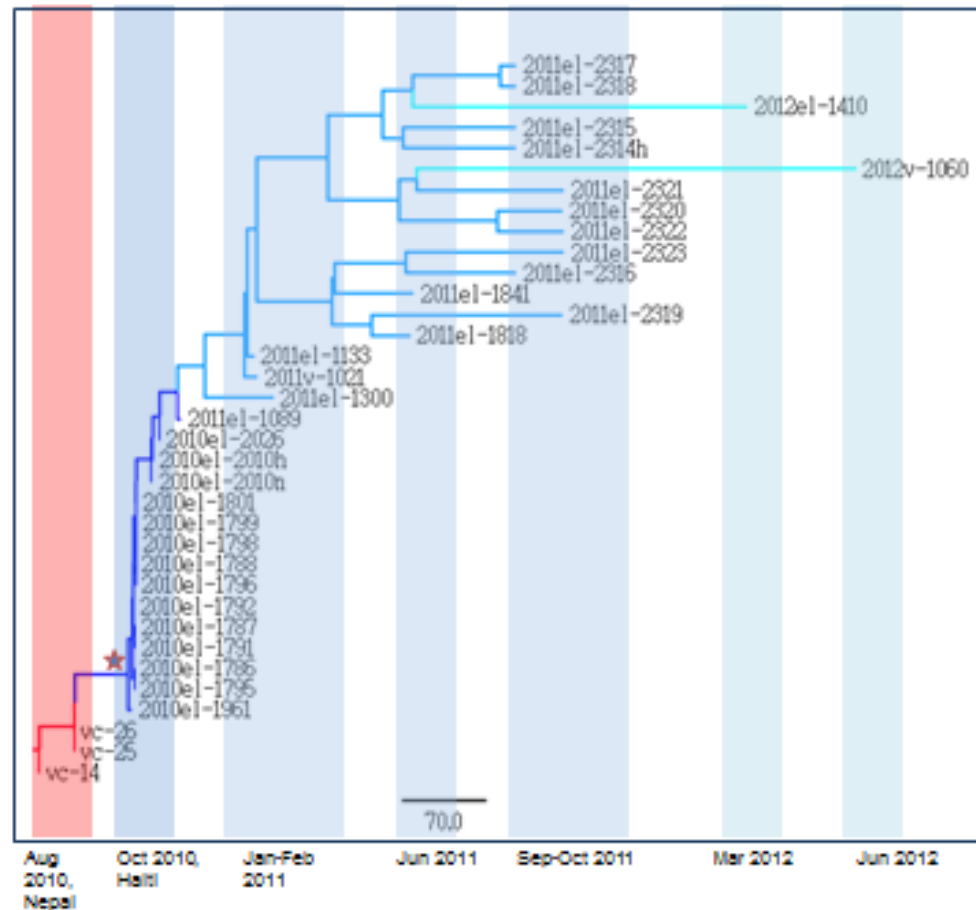 2011el-2317
2011el-2318
2012el-1410
2011el-2315
2011el-2314h
2012v-1060
2011el-2321
2011el-2320
2011el-2322
2011el-2323
2011el-2316
2011el-1841
2011el-2319
2011el-1818
2011el-1133
2011v-1021
2011el-1300
2011el-1089
2010el-2026
2010el-2010h
2010el-2010n
2010el-1801
2010el-1799
2010el-1798
2010el-1788
2010el-1796
2010el-1792
2010el-1787
2010el-1791
2010el-1786
2010el-1795
2010el-1961
vc-26
vc-25
vc-14
70.0
Aug 2010, Nepal
Oct 2010, Haiti
Jan-Feb 2011
Jun 2011
Sep-Oct 2011
Mar 2012
Jun 2012